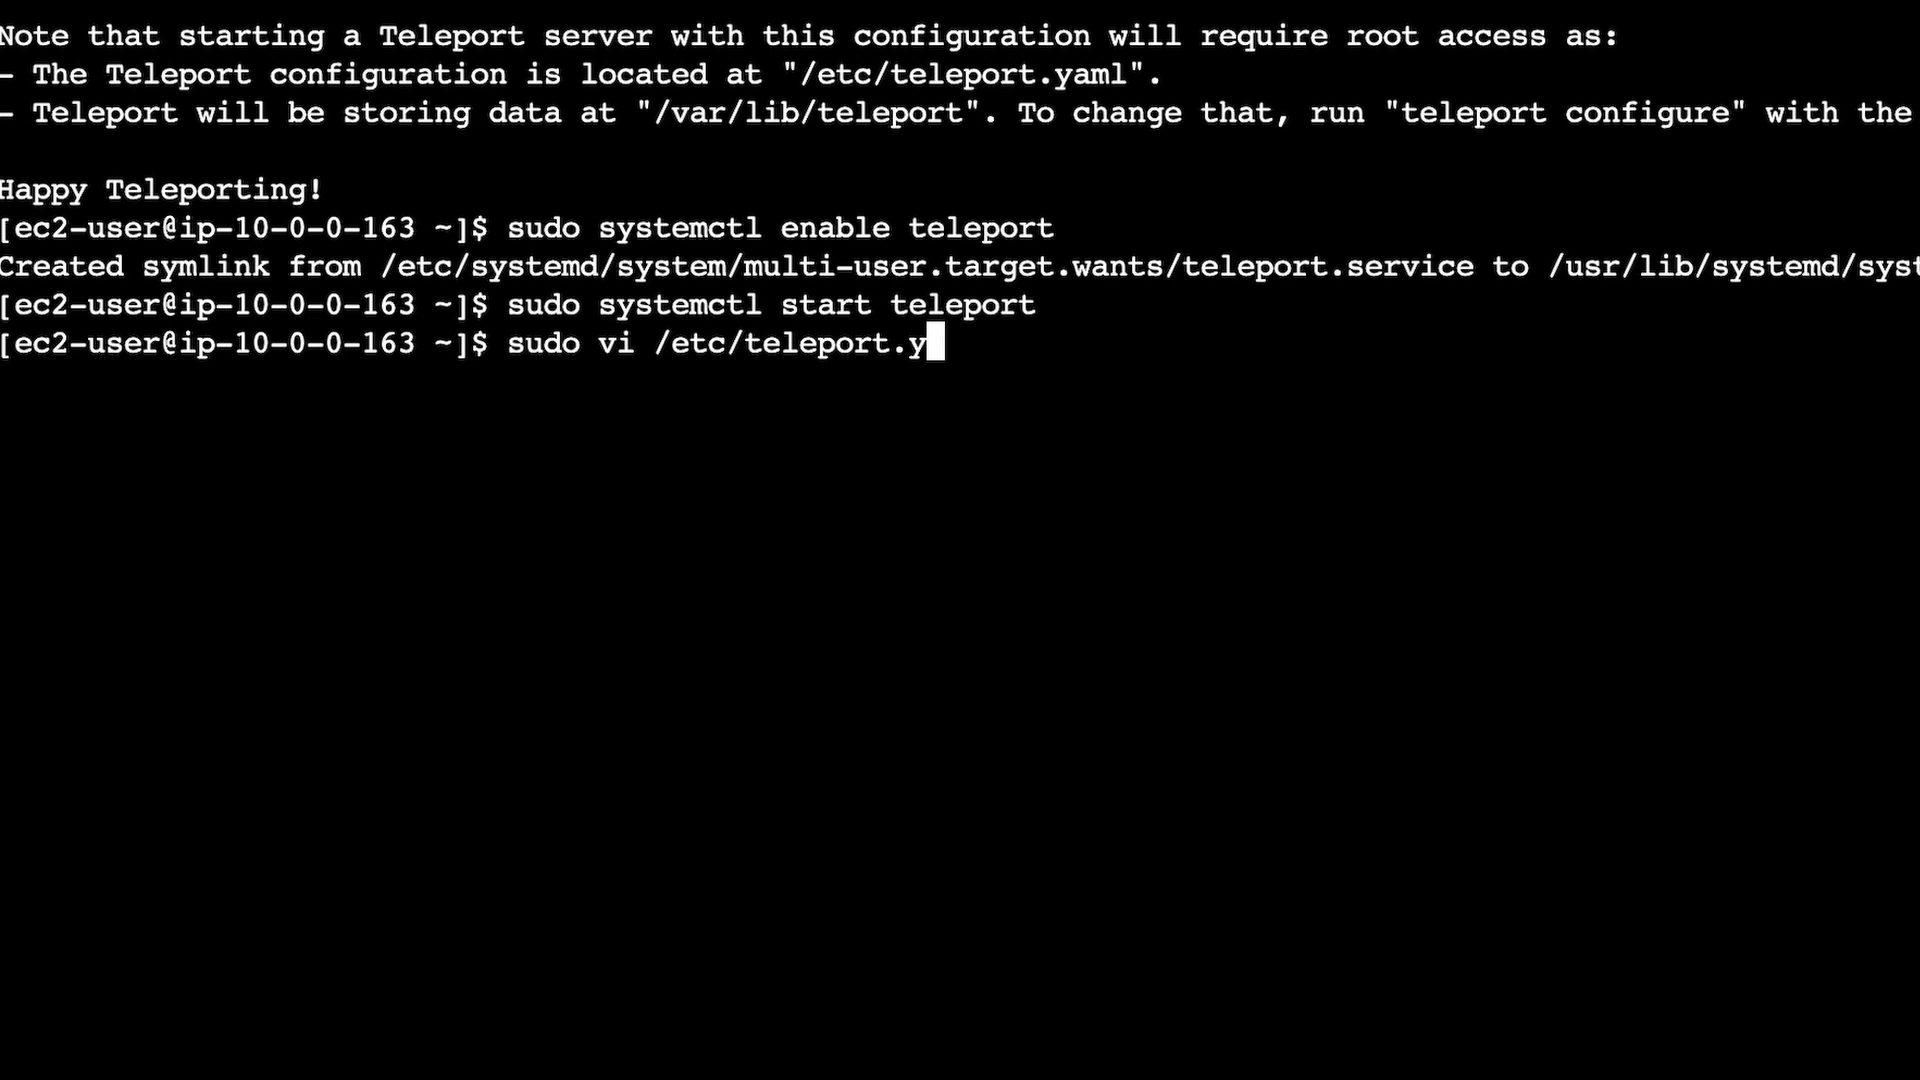 Note that starting a Teleport server with this configuration will require root access as:
- The Teleport configuration is located at "/etc/teleport.yaml".
- Teleport will be storing data at "/var/lib/teleport". To change that, run "teleport configure" with the
Happy Teleporting!
[ec2-user@ip-10-0-0-163 ~]$ sudo systemctl enable teleport
Created symlink from /etc/systemd/system/multi-user.target.wants/teleport.service to /usr/lib/systemd/syst
[ec2-user@ip-10-0-0-163 ~]$ sudo systemctl start teleport
[ec2-user@ip-10-0-0-163 ~]$ sudo vi /etc/teleport.y